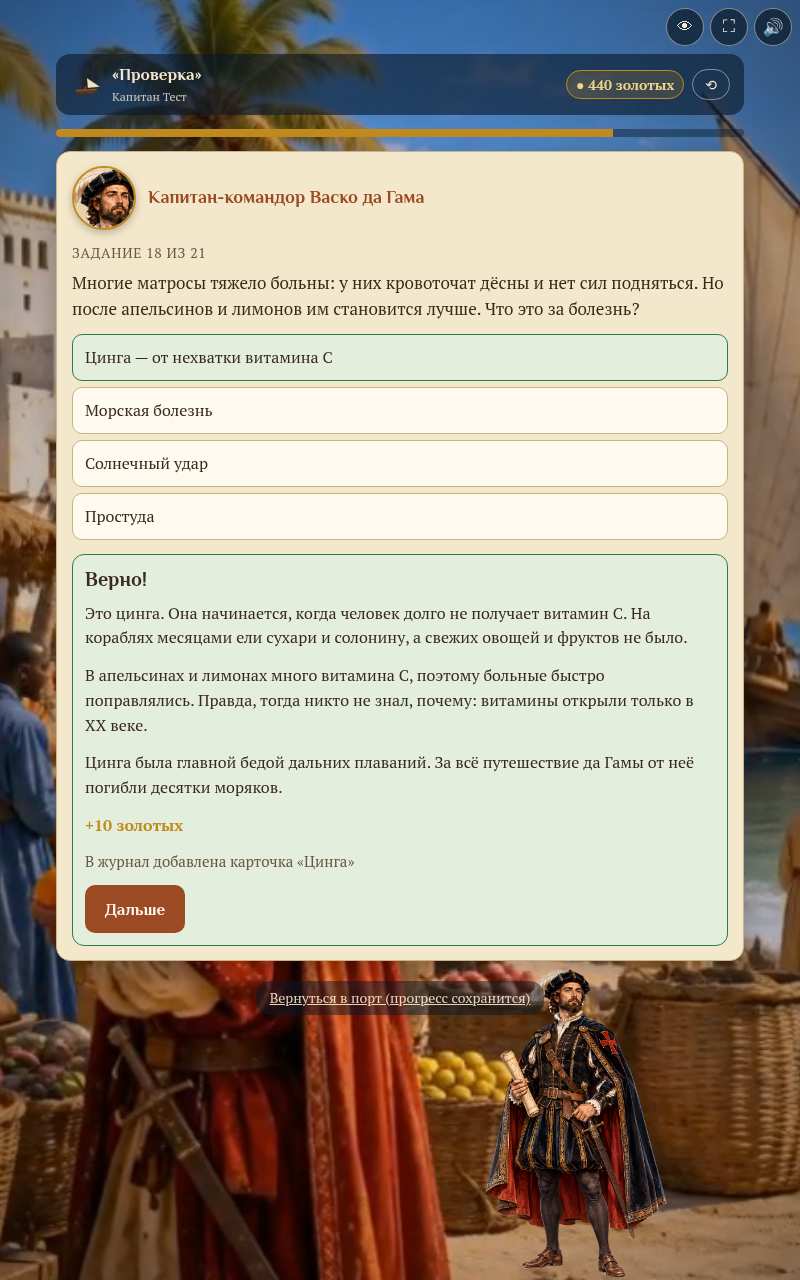 «Проверка»
Капитан Тест
● 440 золотых
Капитан-командор Васко да Гама
ЗАДАНИЕ 18 ИЗ 21
Многие матросы тяжело больны: у них кровоточат дёсны и нет сил подняться. Но
после апельсинов и лимонов им становится лучше. Что это за болезнь?
Цинга — от нехватки витамина С
Морская болезнь
Солнечный удар
Простуда
Верно!
Это цинга. Она начинается, когда человек долго не получает витамин С. На
кораблях месяцами ели сухари и солонину, а свежих овощей и фруктов не было.
В апельсинах и лимонах много витамина С, поэтому больные быстро
поправлялись. Правда, тогда никто не знал, почему: витамины открыли только в
XX веке.
Цинга была главной бедой дальних плаваний. За всё путешествие да Гамы от неё
погибли десятки моряков.
+10 золотых
В журнал добавлена карточка «Цинга»
Дальше
Вернуться в порт (прогресс сохранится)